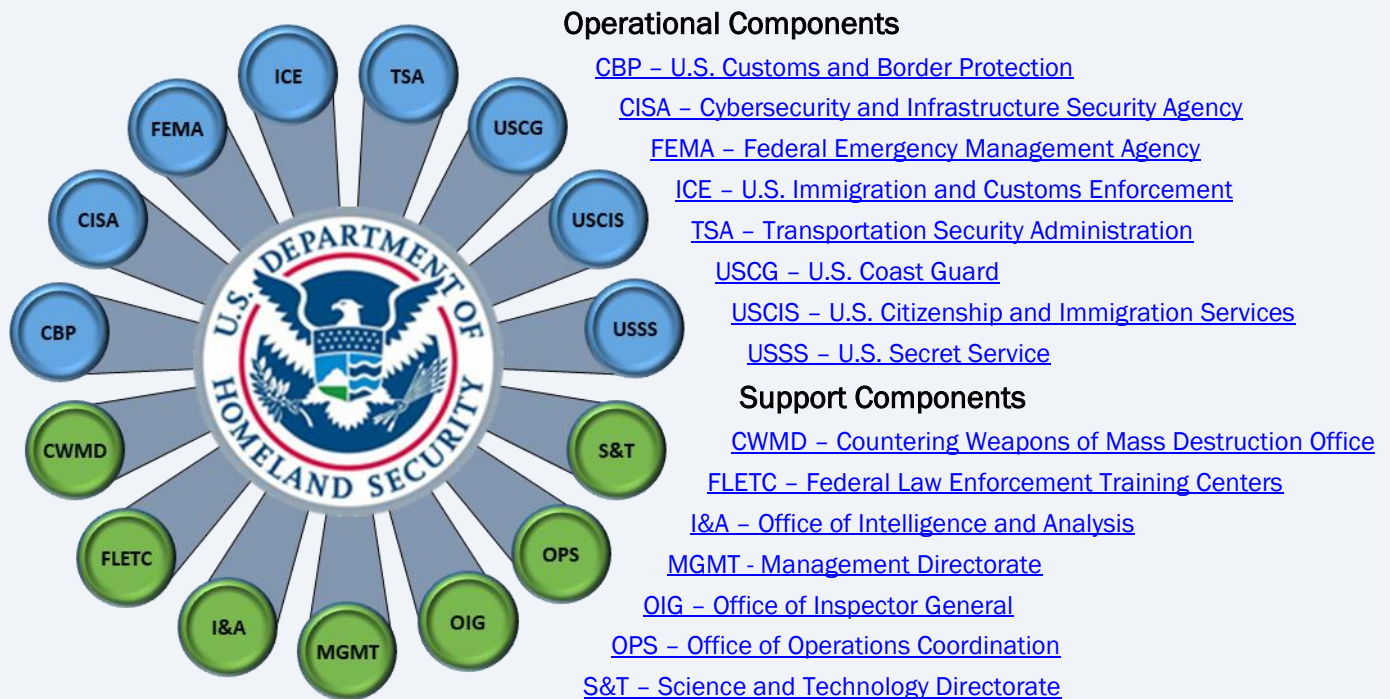 ICE
TSA
FEMA
USCG
CISA
USCIS
CBP
USSS
CWMD
S&T
FLETC
OPS
I&A
OIG
MGMT
U.S. DEPARTMENT OF
HOMELAND SECURITY
Operational Components
CBP – U.S. Customs and Border Protection
CISA – Cybersecurity and Infrastructure Security Agency
FEMA – Federal Emergency Management Agency
ICE – U.S. Immigration and Customs Enforcement
TSA – Transportation Security Administration
USCG – U.S. Coast Guard
USCIS – U.S. Citizenship and Immigration Services
USSS – U.S. Secret Service
Support Components
CWMD – Countering Weapons of Mass Destruction Office
FLETC – Federal Law Enforcement Training Centers
I&A – Office of Intelligence and Analysis
MGMT - Management Directorate
OIG – Office of Inspector General
OPS – Office of Operations Coordination
S&T – Science and Technology Directorate